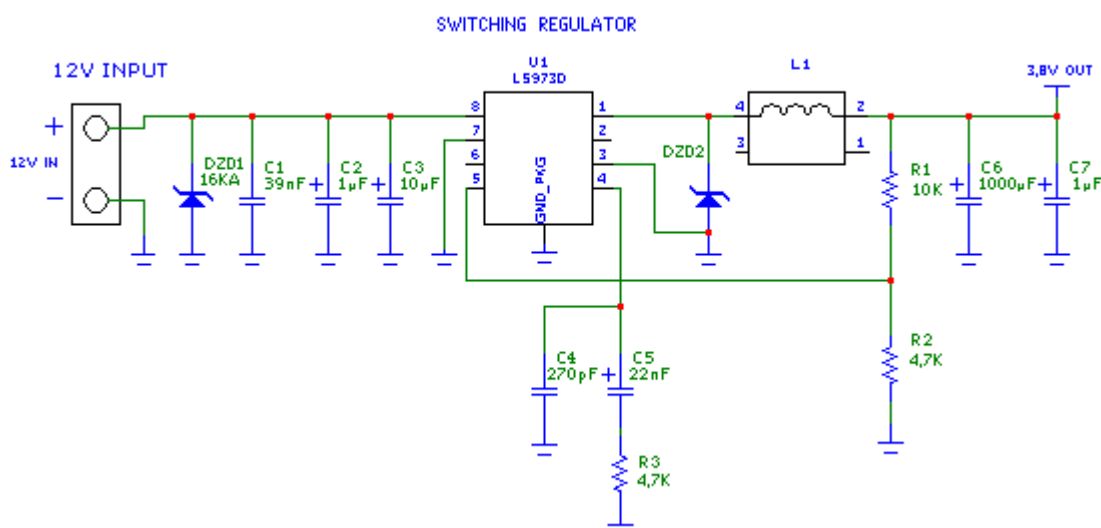 SWITCHING REGULATOR
12V INPUT
U1
L5973D
L1
3,8V OUT
+
12V IN
−
DZD1
16KA
C1
39nF
+
C2
1µF
+
C3
10µF
8
7
6
5
GND_PKG
1
2
3
4
DZD2
4
3
2
1
R1
10K
+
C6
1000µF
+
C7
1µF
C4
270pF
+
C5
22nF
R2
4,7K
R3
4,7K